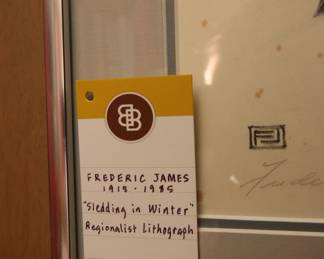 FREDERIC JAMES
1915 - 1985
"Sledding in Winter"
Regionalist Lithograph